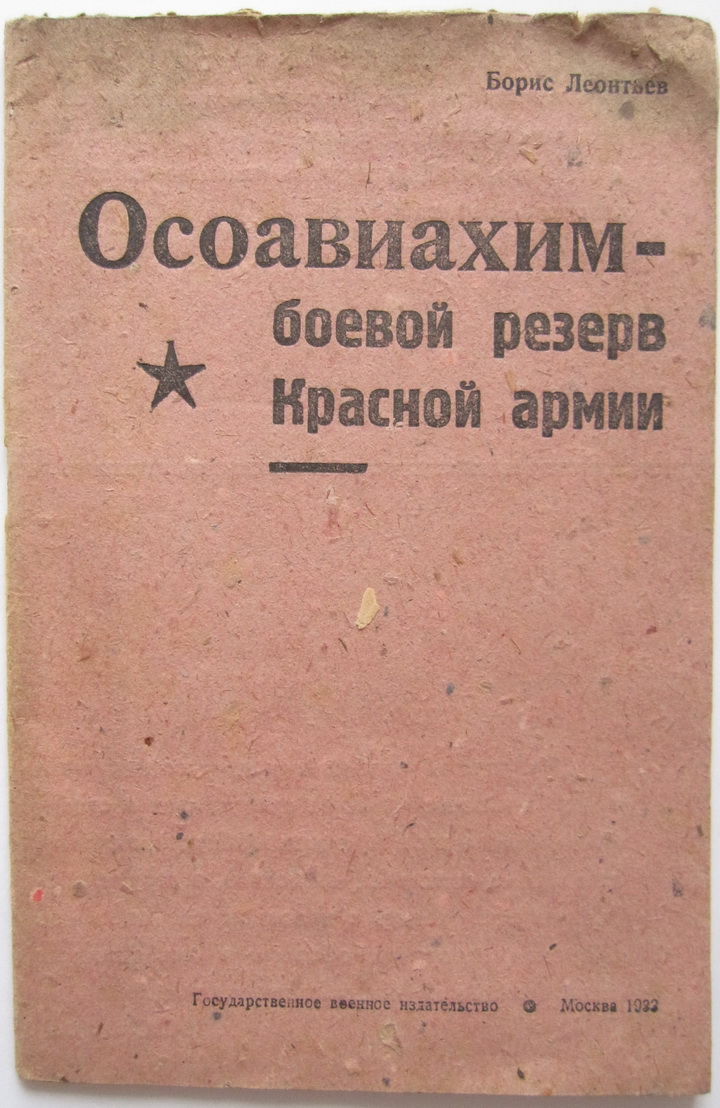 Борис Леонтьев
Осоавиахим-
боевой резерв
Красной армии
Государственное военное издательство ● Москва 1933